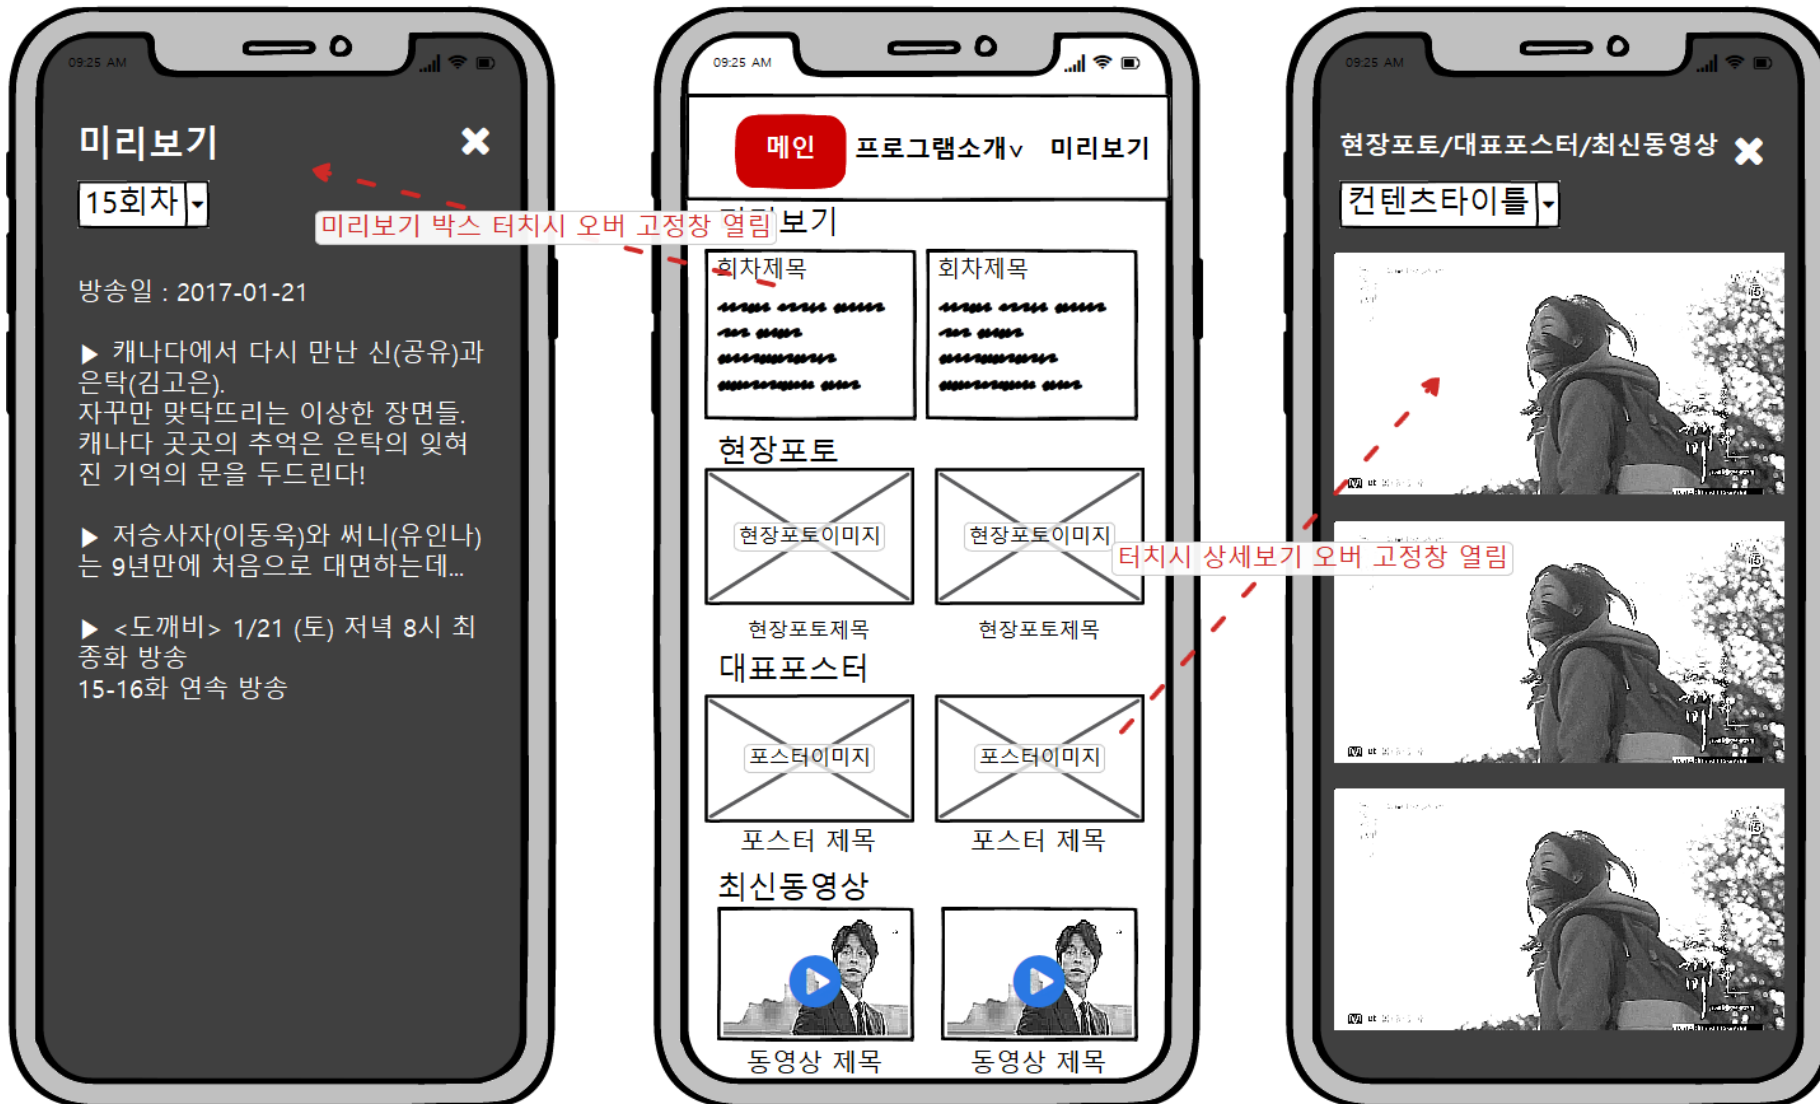 09:25 AM
미리보기
15회차
방송일 : 2017-01-21
▶ 캐나다에서 다시 만난 신(공유)과
은탁(김고은).
자꾸만 맞닥뜨리는 이상한 장면들.
캐나다 곳곳의 추억은 은탁의 잊혀
진 기억의 문을 두드린다!
▶ 저승사자(이동욱)와 써니(유인나)
는 9년만에 처음으로 대면하는데...
▶ <도깨비> 1/21 (토) 저녁 8시 최
종화 방송
15-16화 연속 방송
미리보기 박스 터치시 오버 고정창 열림
09:25 AM
메인 프로그램소개∨ 미리보기
미리보기
회차제목 회차제목
현장포토
현장포토이미지 현장포토이미지
현장포토제목 현장포토제목
대표포스터
포스터이미지 포스터이미지
포스터 제목 포스터 제목
최신동영상
동영상 제목 동영상 제목
터치시 상세보기 오버 고정창 열림
09:25 AM
현장포토/대표포스터/최신동영상
컨텐츠타이틀